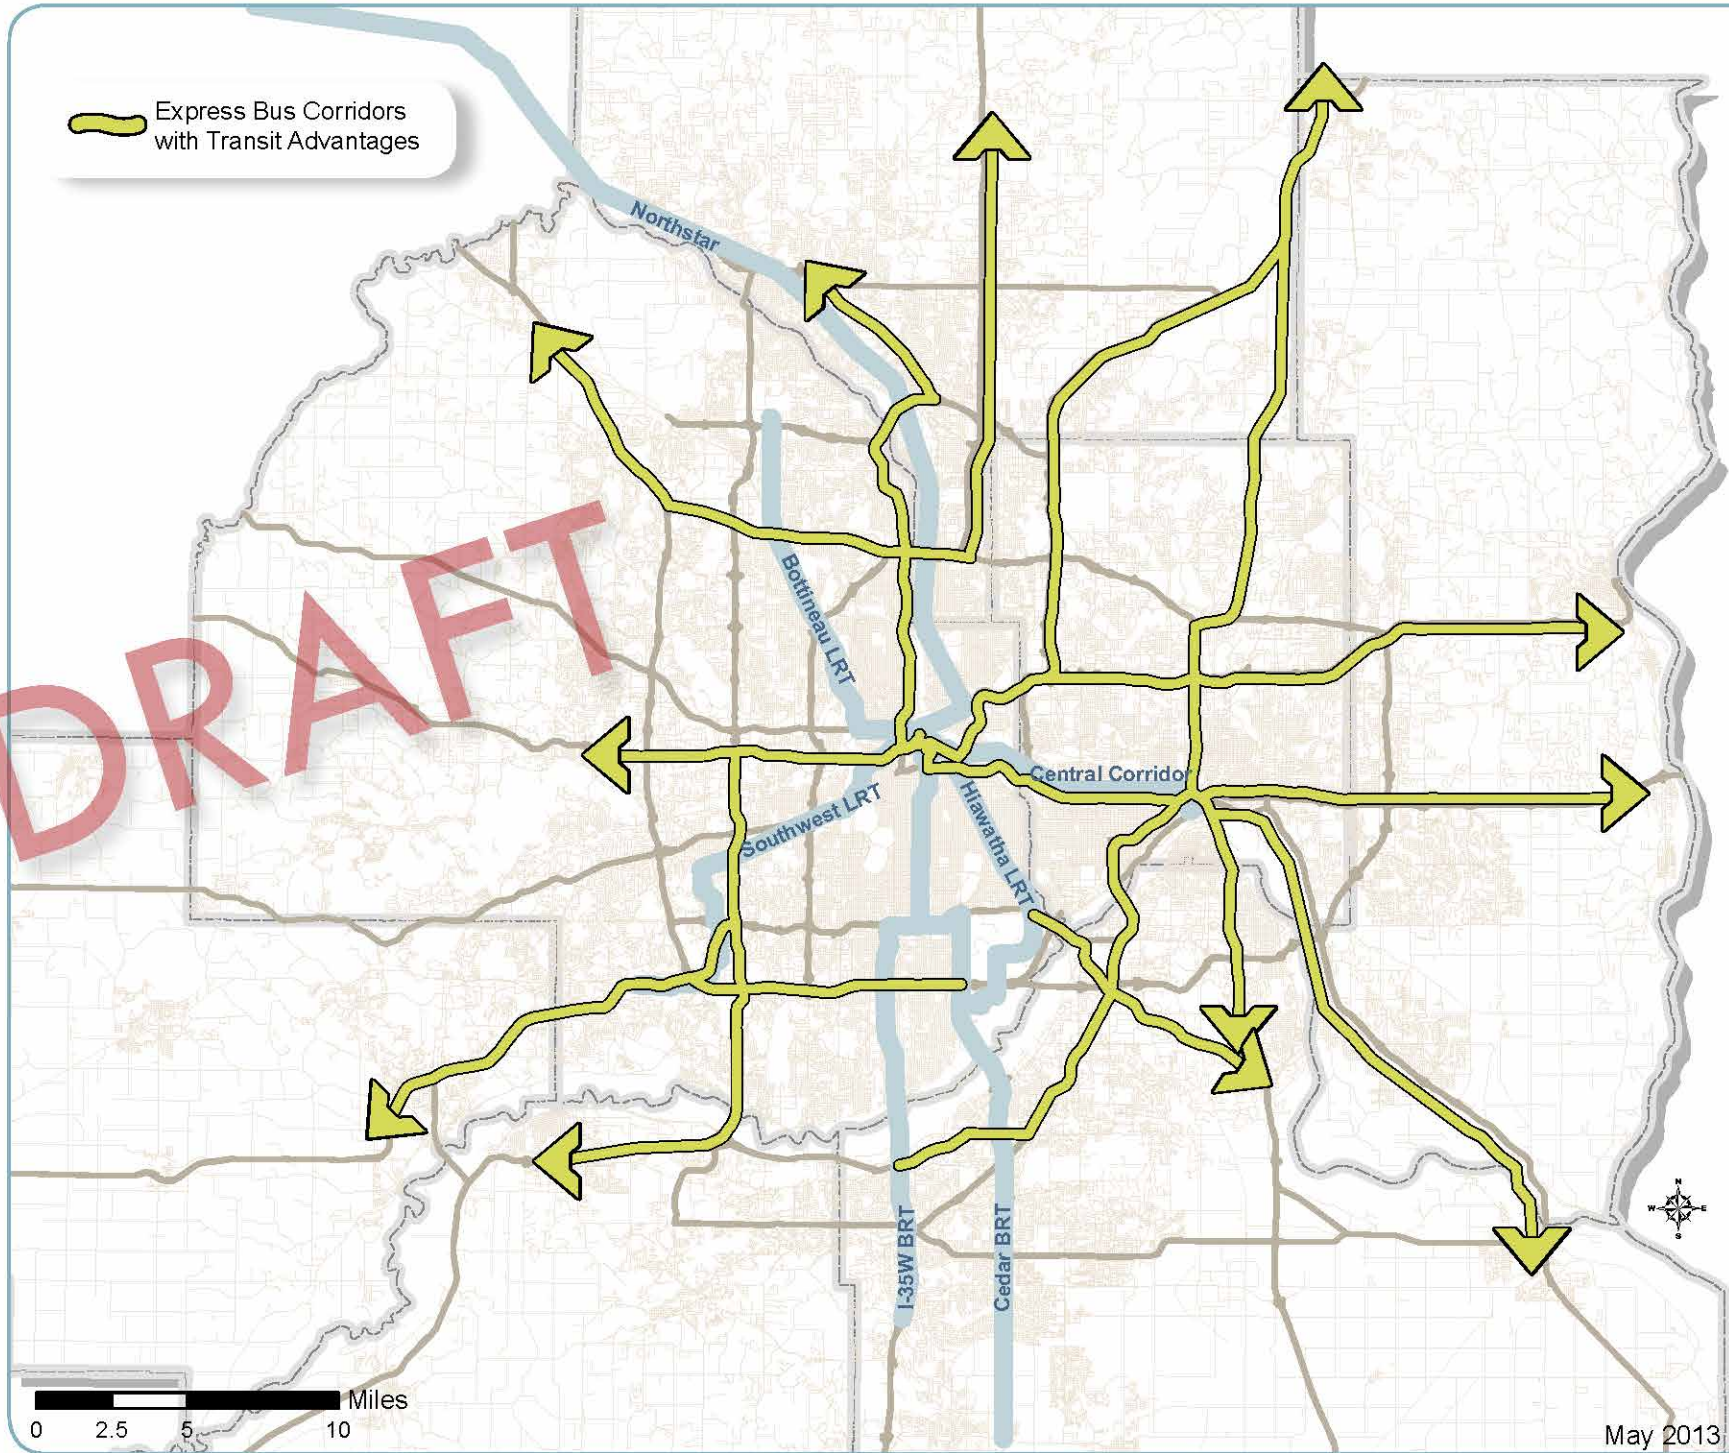 Express Bus Corridors
with Transit Advantages
Northstar
Bottineau LRT
DRAFT
Central Corridor
Southwest LRT
Hiawatha LRT
N
W E
S
I-35W BRT
Cedar BRT
Miles
0 2.5 5 10
May 2013